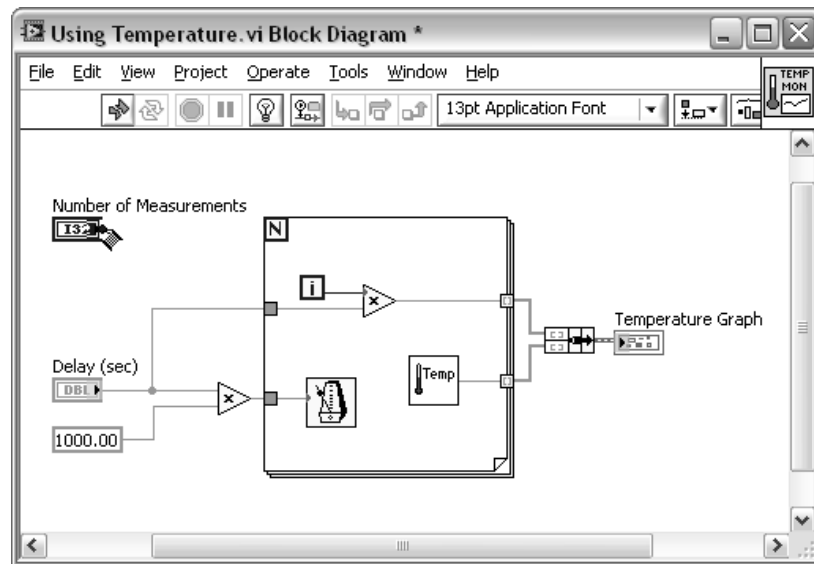 Using Temperature.vi Block Diagram *
File Edit View Project Operate Tools Window Help
TEMP
MON
13pt Application Font
Number of Measurements
I32
N
i
x
Temp
Temperature Graph
Delay (sec)
DBL
x
1000.00